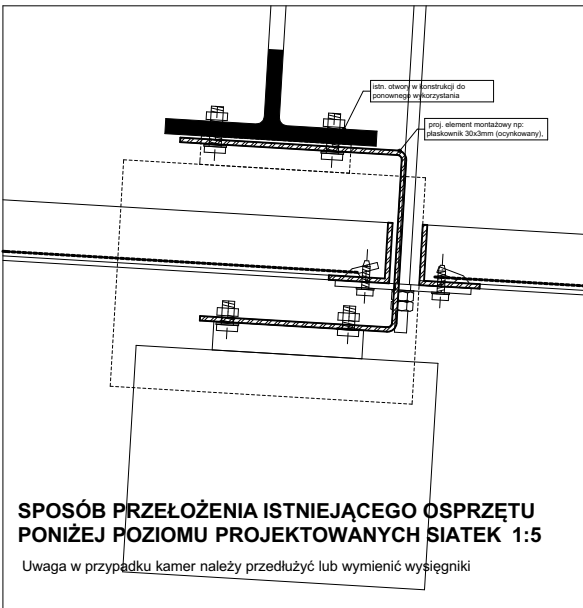 istn. otwory w konstrukcji do
ponownego wykorzystania
proj. element montażowy np:
płaskownik 30x3mm (ocynkowany),
SPOSÓB PRZEŁOŻENIA ISTNIEJĄCEGO OSPRZĘTU
PONIŻEJ POZIOMU PROJEKTOWANYCH SIATEK 1:5
Uwaga w przypadku kamer należy przedłużyć lub wymienić wysięgniki